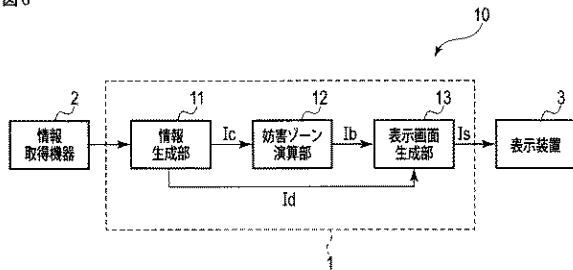 図6
10
2
11
12
13
3
情報
取得機器
情報
生成部
Ic
妨害ゾーン
演算部
Ib
表示画面
生成部
Is
表示装置
Id
1